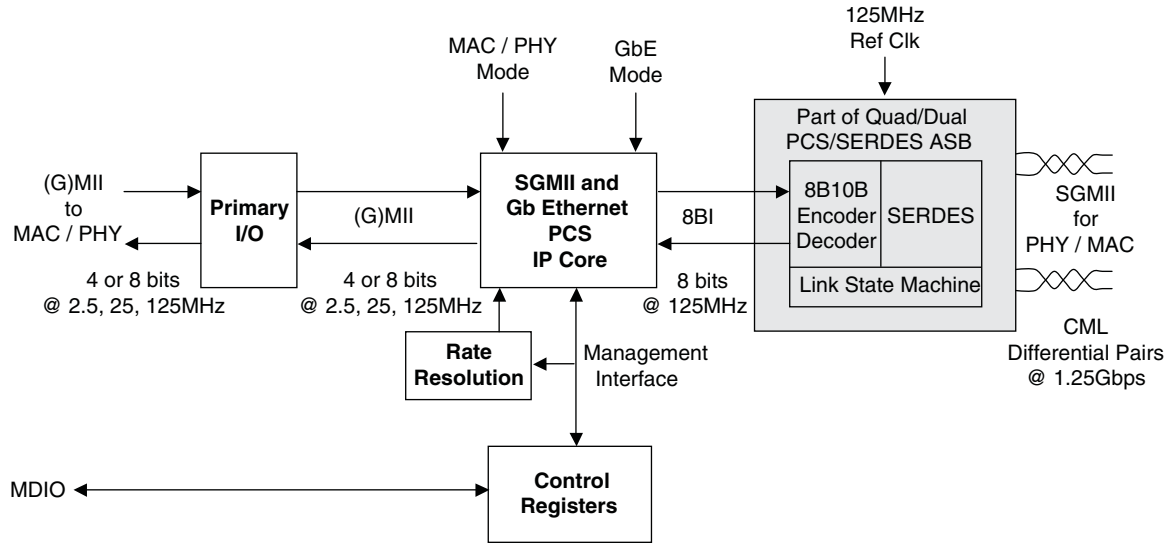 125MHz
Ref Clk
MAC / PHY
Mode
GbE
Mode
Part of Quad/Dual
PCS/SERDES ASB
(G)MII
to
MAC / PHY
Primary
I/O
(G)MII
SGMII and
Gb Ethernet
PCS
IP Core
8BI
8B10B
Encoder
Decoder
SERDES
Link State Machine
SGMII
for
PHY / MAC
4 or 8 bits
@ 2.5, 25, 125MHz
4 or 8 bits
@ 2.5, 25, 125MHz
8 bits
@ 125MHz
CML
Differential Pairs
@ 1.25Gbps
Rate
Resolution
Management
Interface
MDIO
Control
Registers